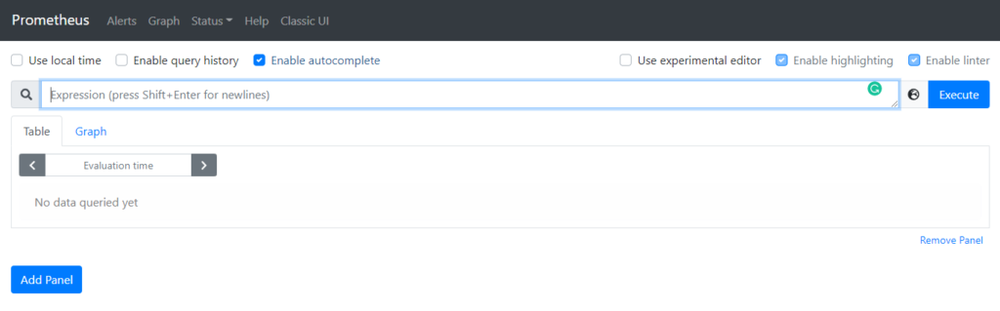 Prometheus Alerts Graph Status Help Classic UI
Use local time Enable query history Enable autocomplete Use experimental editor Enable highlighting Enable linter
Expression (press Shift+Enter for newlines) Execute
Table Graph
Evaluation time
No data queried yet
Remove Panel
Add Panel